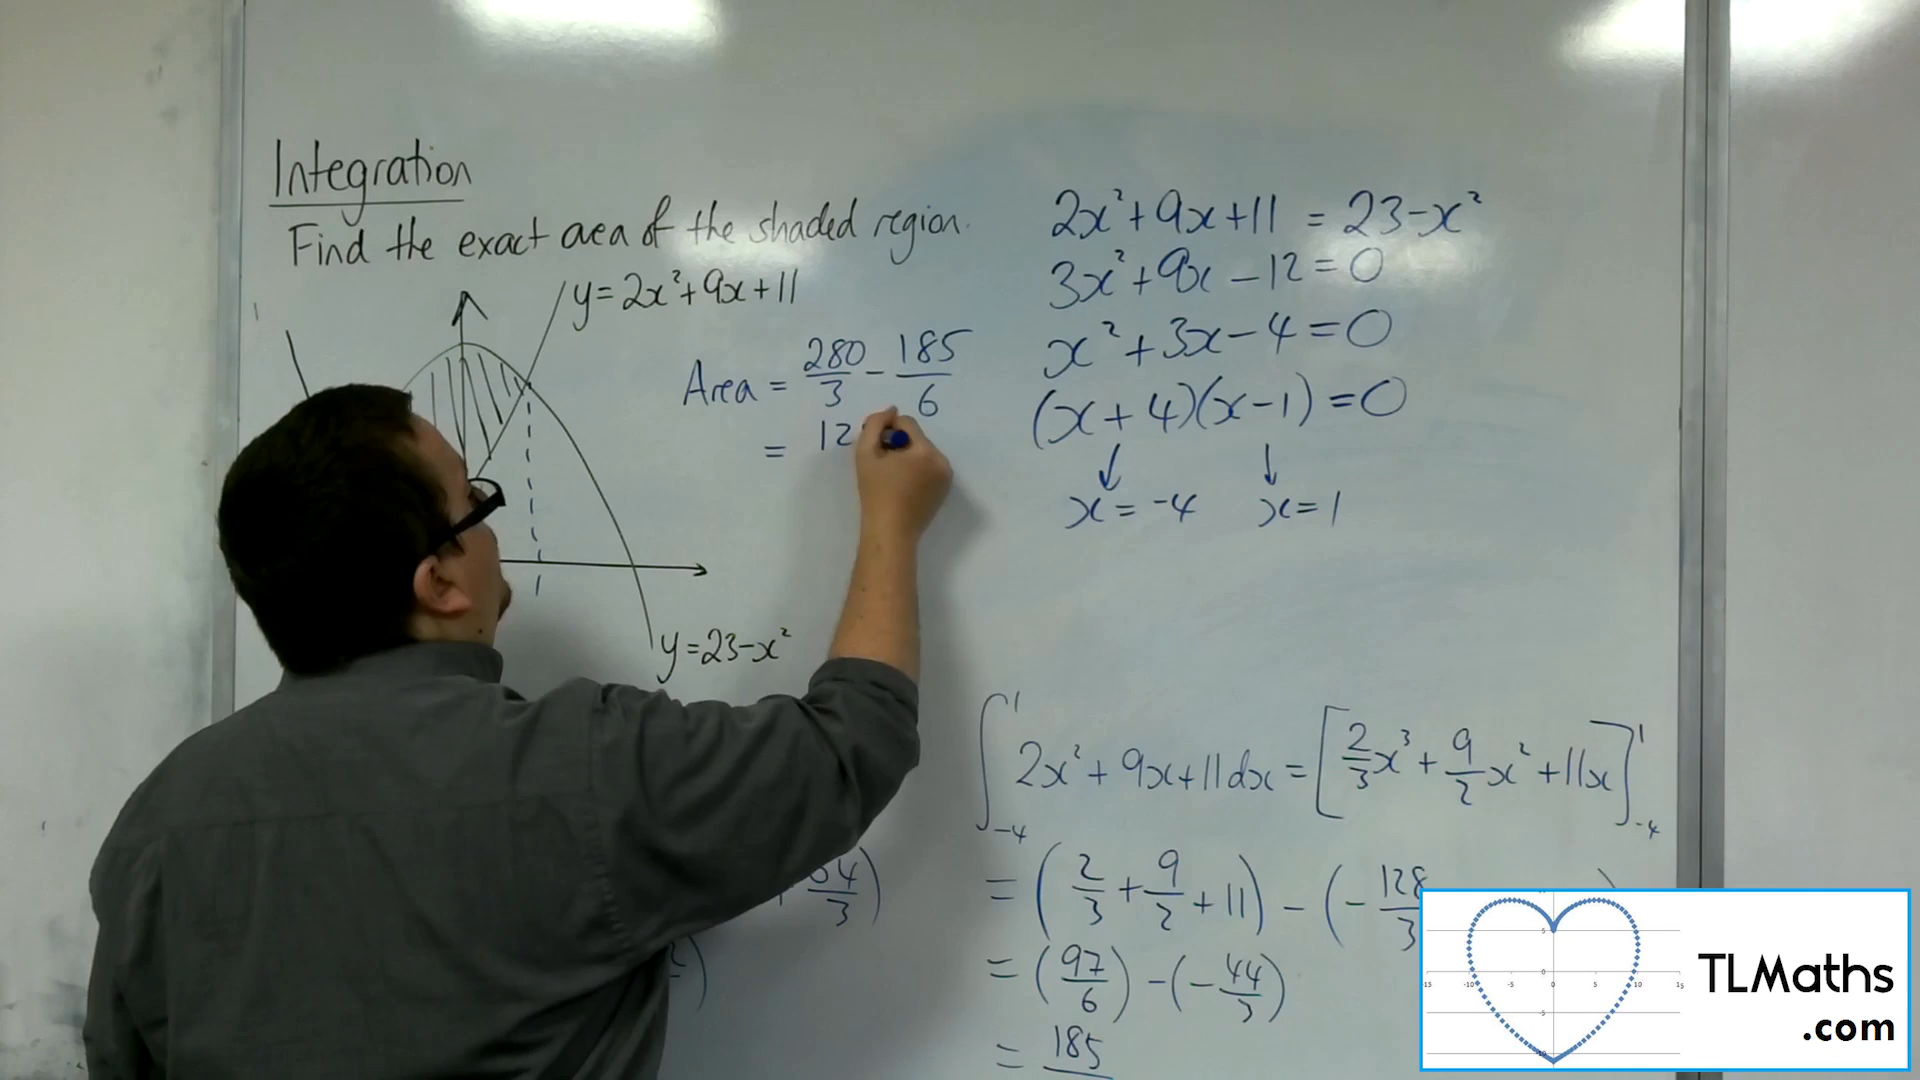 Integration
Find the exact area of the shaded region.
y=2x²+9x+11
Area = 280/3 - 185/6
= 12
1
y=23-x²
2x²+9x+11 = 23-x²
3x²+9x-12=0
x²+3x-4=0
(x+4)(x-1)=0
x=-4 x=1
∫₋₄¹ 2x²+9x+11dx = [2/3x³+9/2x²+11x]₋₄¹
= (2/3+9/2+11) - (-128/3
= (97/6) - (-44/3)
= 185
64/3)
TLMaths
.com